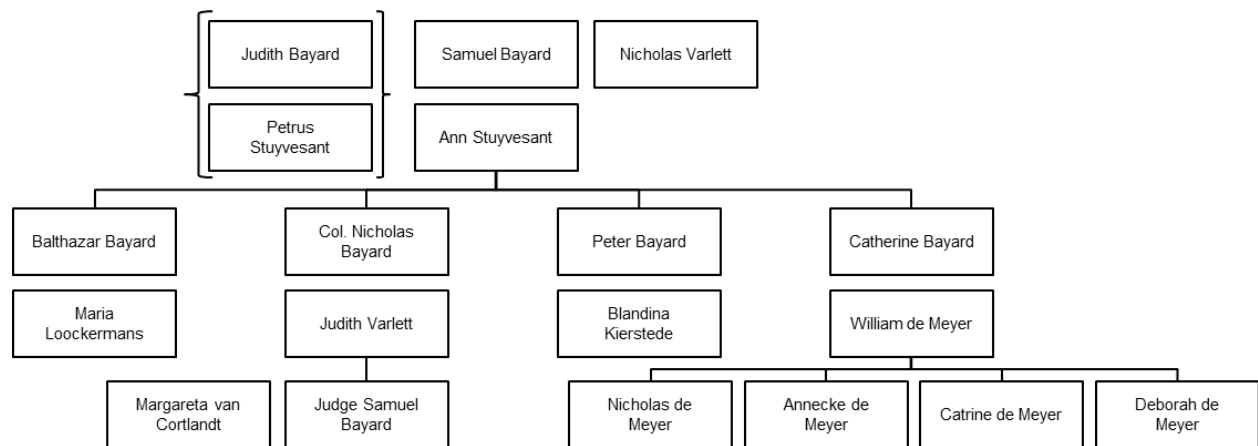 Judith Bayard
Samuel Bayard
Nicholas Varlett
Petrus
Stuyvesant
Ann Stuyvesant
Balthazar Bayard
Col. Nicholas
Bayard
Peter Bayard
Catherine Bayard
Maria
Loockermans
Judith Varlett
Blandina
Kierstede
William de Meyer
Margareta van
Cortlandt
Judge Samuel
Bayard
Nicholas de
Meyer
Annecke de
Meyer
Catrine de Meyer
Deborah de
Meyer